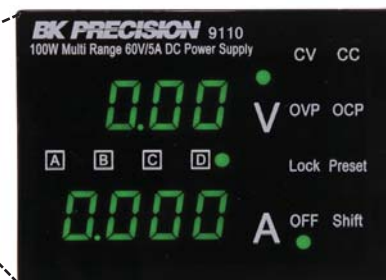 BK PRECISION 9110
100W Multi Range 60V/5A DC Power Supply
CV CC
0.00 V
OVP OCP
A B C D
Lock Preset
0.000 A
OFF Shift